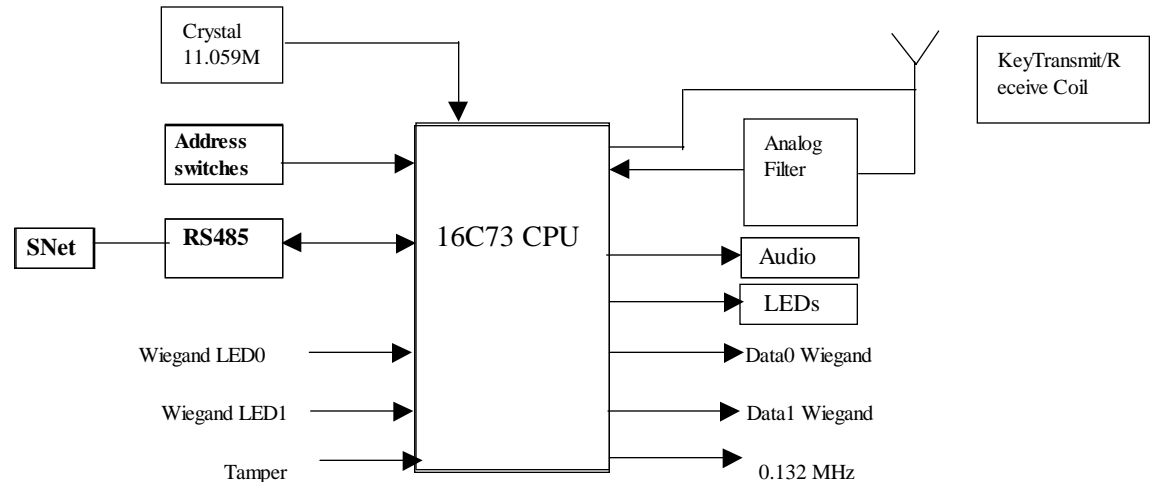 Crystal
11.059M
KeyTransmit/R
eceive Coil
Address
switches
Analog
Filter
SNet
RS485
16C73 CPU
Audio
LEDs
Wiegand LED0
Data0 Wiegand
Wiegand LED1
Data1 Wiegand
Tamper
0.132 MHz